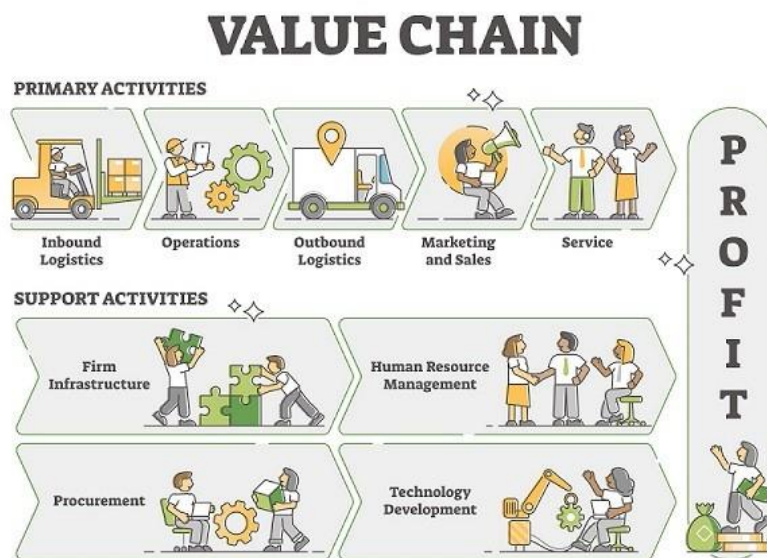 VALUE CHAIN
PRIMARY ACTIVITIES
Inbound
Logistics
Operations
Outbound
Logistics
Marketing
and Sales
Service
SUPPORT ACTIVITIES
Firm
Infrastructure
Human Resource
Management
Procurement
Technology
Development
PROFIT